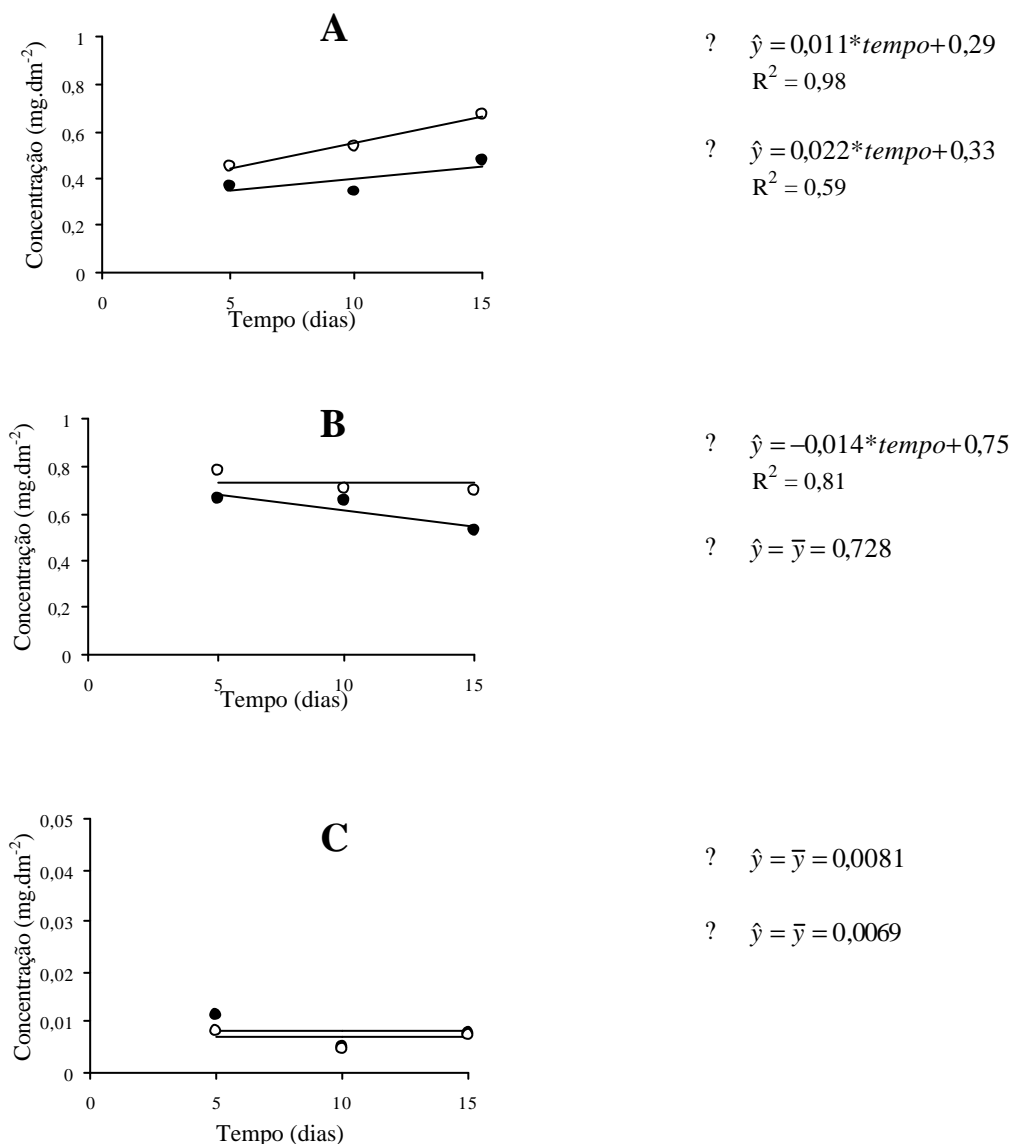 A
Concentração (mg.dm-2)
1
0,8
0,6
0,4
0,2
0
0 5 10 15
Tempo (dias)
? ŷ = 0,011*tempo+0,29
R2 = 0,98
? ŷ = 0,022*tempo+0,33
R2 = 0,59
B
Concentração (mg.dm-2)
1
0,8
0,6
0,4
0,2
0
0 5 10 15
Tempo (dias)
? ŷ = −0,014*tempo+0,75
R2 = 0,81
? ŷ = y̅ = 0,728
C
Concentração (mg.dm-2)
0,05
0,04
0,03
0,02
0,01
0
0 5 10 15
Tempo (dias)
? ŷ = y̅ = 0,0081
? ŷ = y̅ = 0,0069